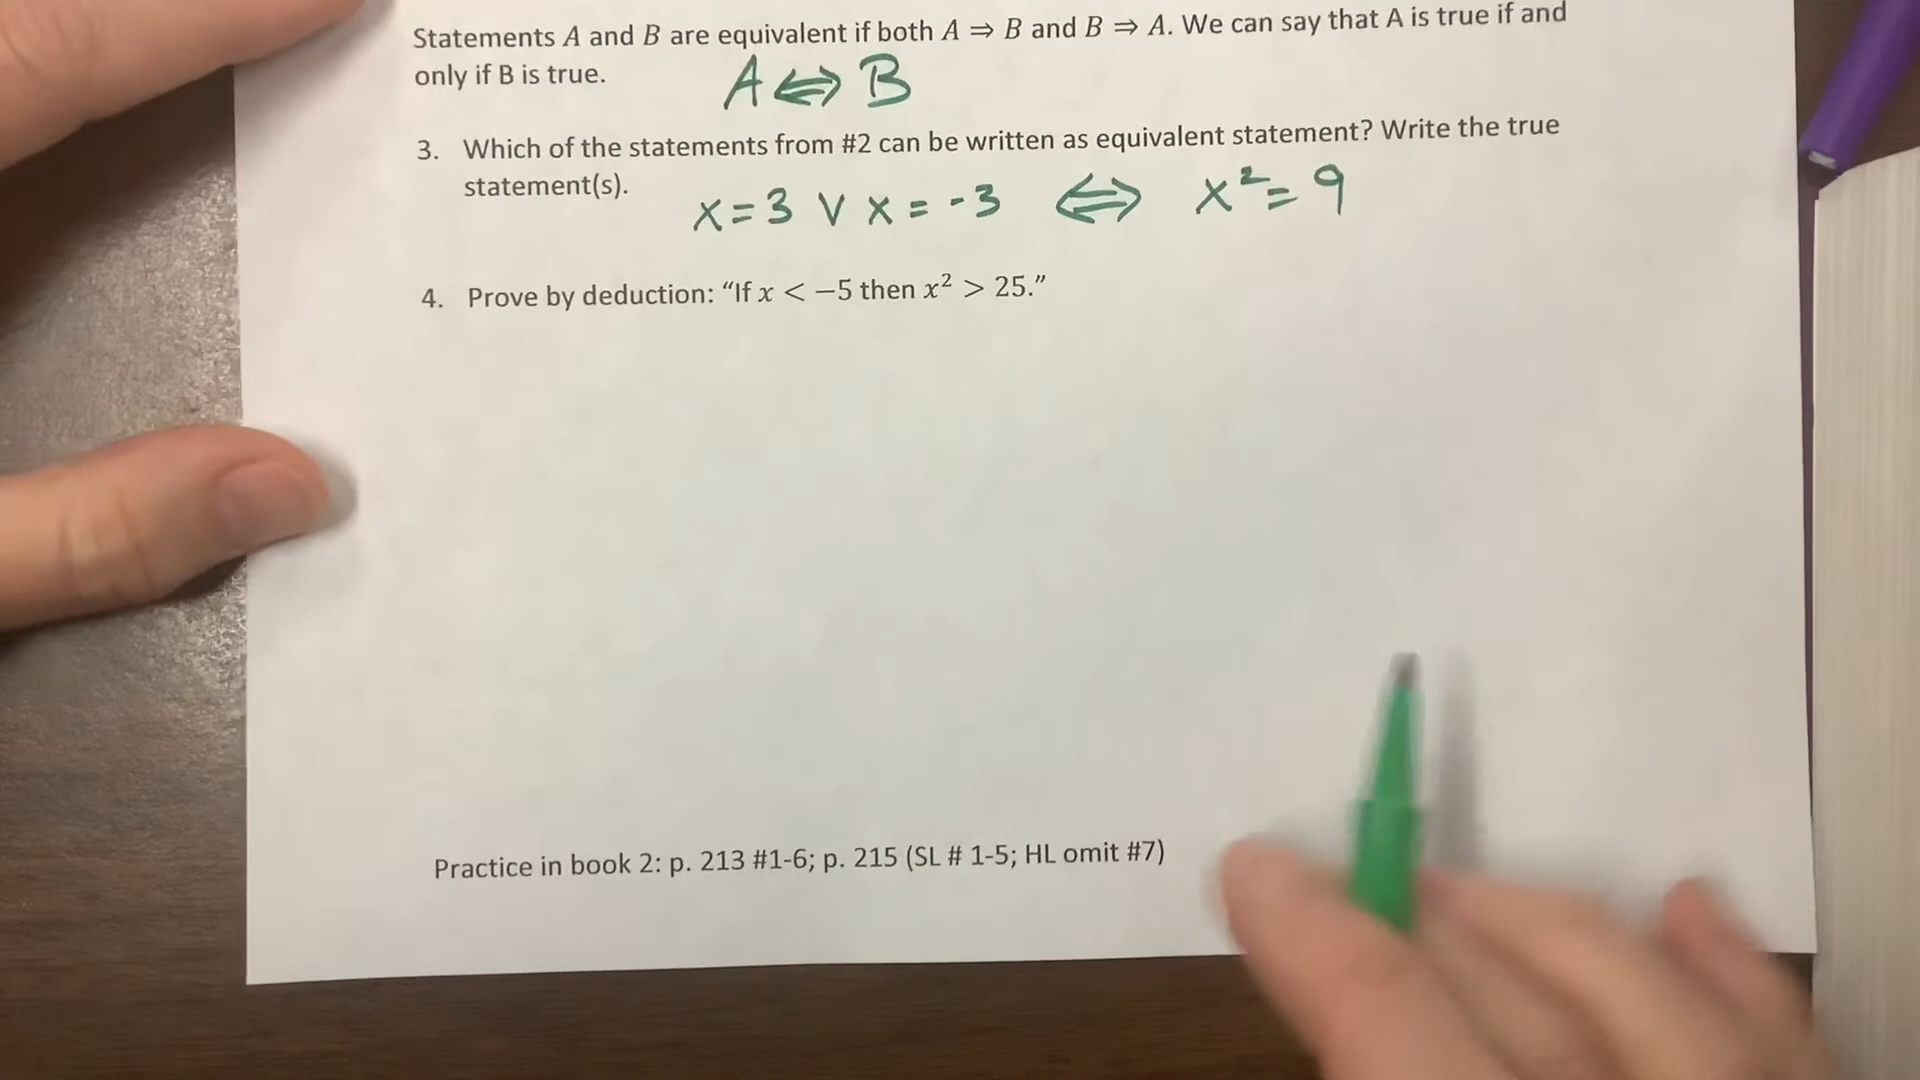 Statements A and B are equivalent if both A ⇒ B and B ⇒ A. We can say that A is true if and
only if B is true.
A ⇔ B
3. Which of the statements from #2 can be written as equivalent statement? Write the true
statement(s).
x = 3 ∨ x = -3 ⇔ x² = 9
4. Prove by deduction: “If x < −5 then x² > 25.”
Practice in book 2: p. 213 #1-6; p. 215 (SL # 1-5; HL omit #7)